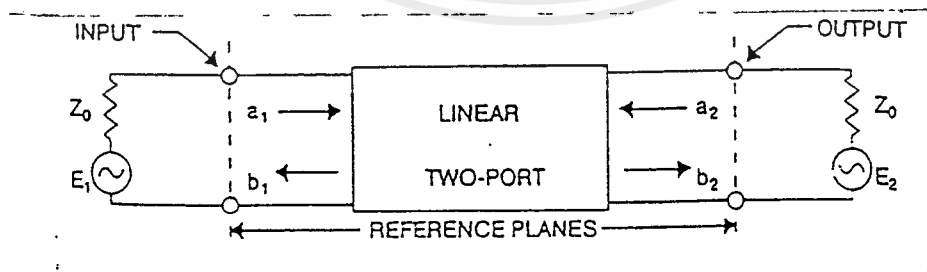 INPUT
OUTPUT
Z₀
a₁
LINEAR
a₂
Z₀
E₁
b₁
TWO-PORT
b₂
E₂
REFERENCE PLANES